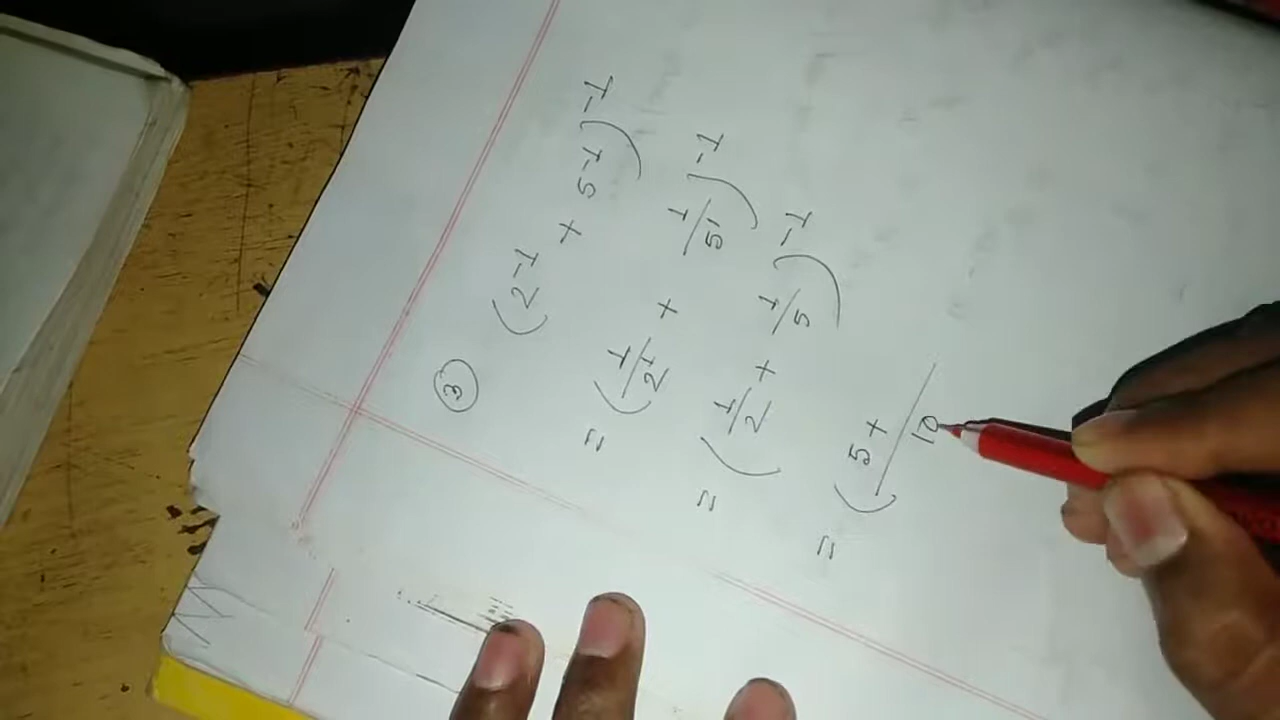 ③ (2⁻¹ + 5⁻¹)⁻¹
= (1/2¹ + 1/5¹)⁻¹
= (1/2 + 1/5)⁻¹
= (5+ /10